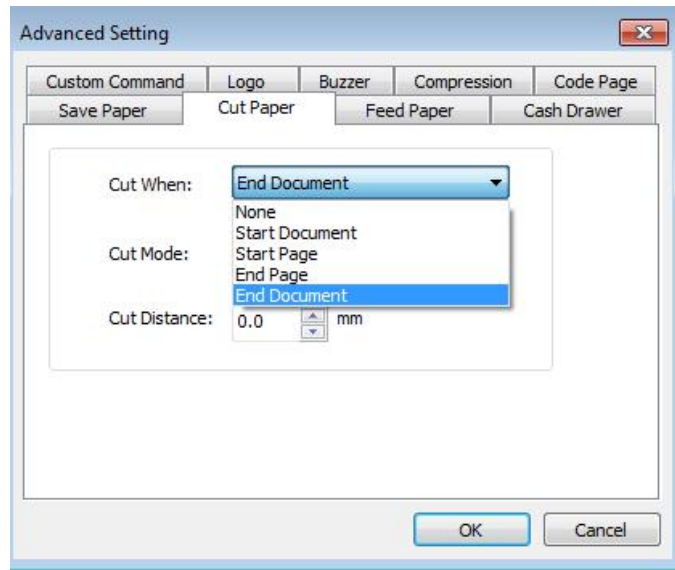 Advanced Setting
Custom Command Logo Buzzer Compression Code Page
Save Paper Cut Paper Feed Paper Cash Drawer
Cut When: End Document
None
Start Document
Cut Mode: Start Page
End Page
End Document
Cut Distance: 0.0 mm
OK Cancel